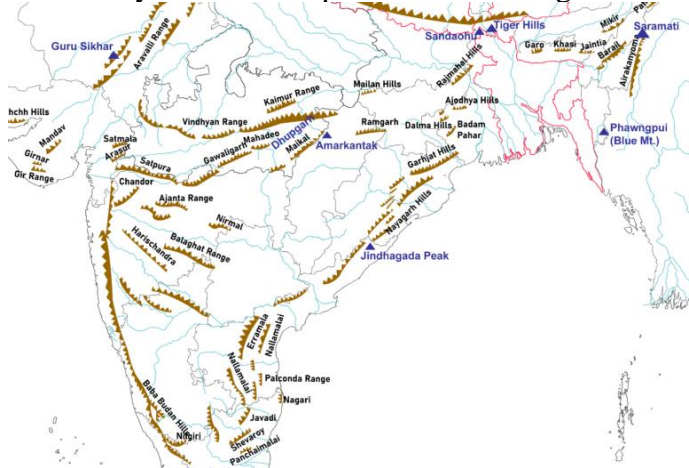 Tiger Hills
Sandaohu
Saramati
Mikir
Guru Sikhar
Aravalli Range
Garo
Khasi
Jaintia
Barail
Airakanyom
Rajmahal Hills
Mailan Hills
Kaimur Range
Ajodhya Hills
chhh Hills
Mandav
Girnar
Gir Range
Vindhyan Range
Dhupgarh
Ramgarh
Dalma Hills
Badam
Pahar
Phawngpui
(Blue Mt.)
Satmala
Mahadeo
Maikal
Amarkantak
Gawaligarh
Satpura
Garhjat Hills
Chandor
Ajanta Range
Nirmal
Nayagarh Hills
Harischandra
Balaghat Range
Jindhagada Peak
Erramala
Nallamalai
Nallamalai
Palconda Range
Nagari
Baba Budan Hills
Javadi
Nilgiri
Shevaroy
Panchaimalai